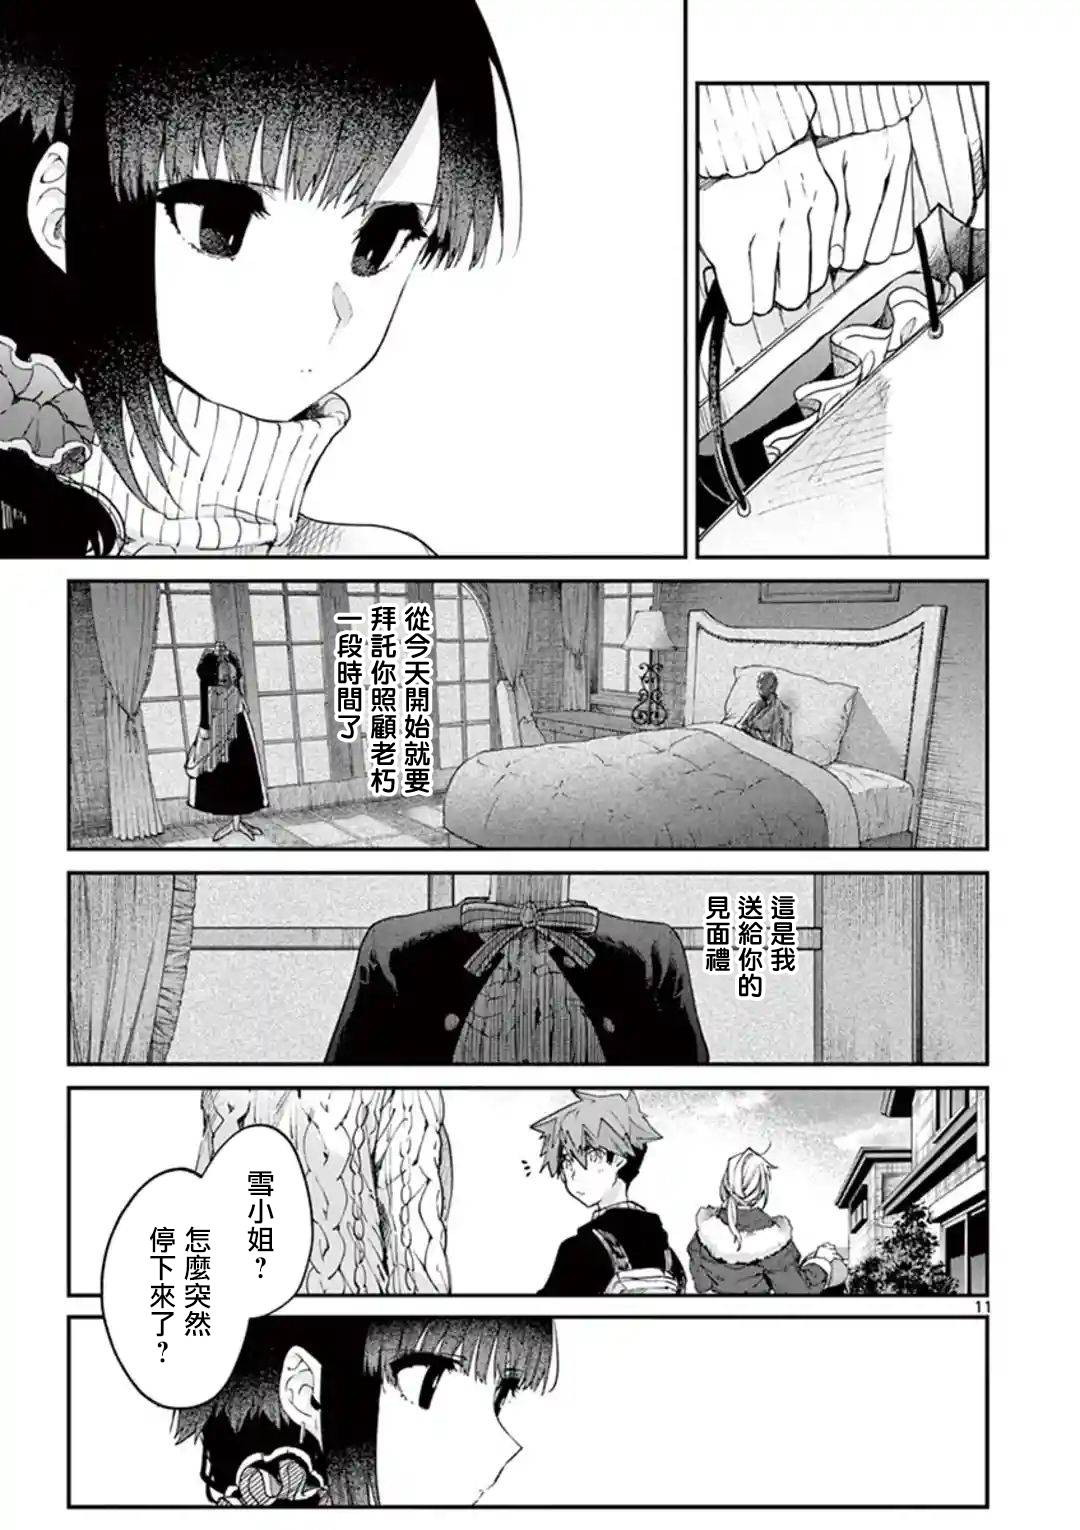 從今天開始就要
拜託你照顧老朽
一段時間了
這是我
送給你的
見面禮
雪小姐?
怎麼突然
停下來了?
11